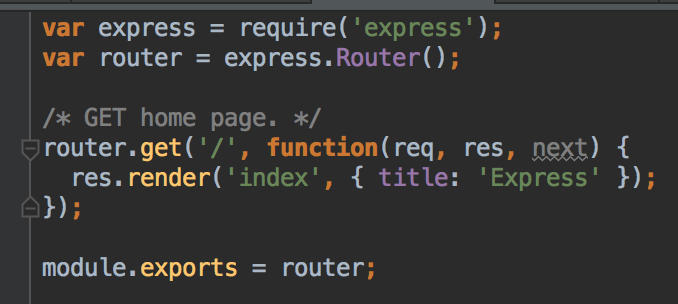 var express = require('express');
var router = express.Router();
/* GET home page. */
router.get('/', function(req, res, next) {
  res.render('index', { title: 'Express' });
});
module.exports = router;